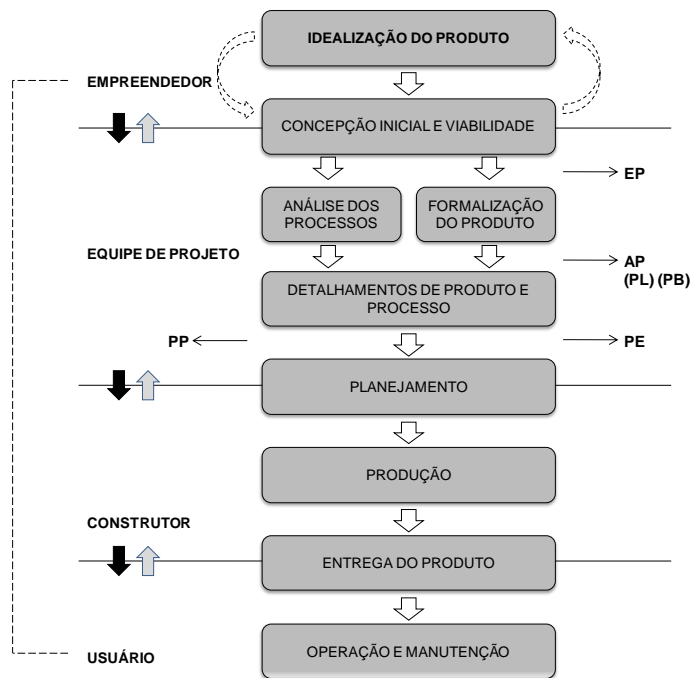 IDEALIZAÇÃO DO PRODUTO
EMPREENDEDOR
CONCEPÇÃO INICIAL E VIABILIDADE
EP
ANÁLISE DOS
PROCESSOS
FORMALIZAÇÃO
DO PRODUTO
EQUIPE DE PROJETO
AP
(PL) (PB)
DETALHAMENTOS DE PRODUTO E
PROCESSO
PP
PE
PLANEJAMENTO
PRODUÇÃO
CONSTRUTOR
ENTREGA DO PRODUTO
OPERAÇÃO E MANUTENÇÃO
USUÁRIO